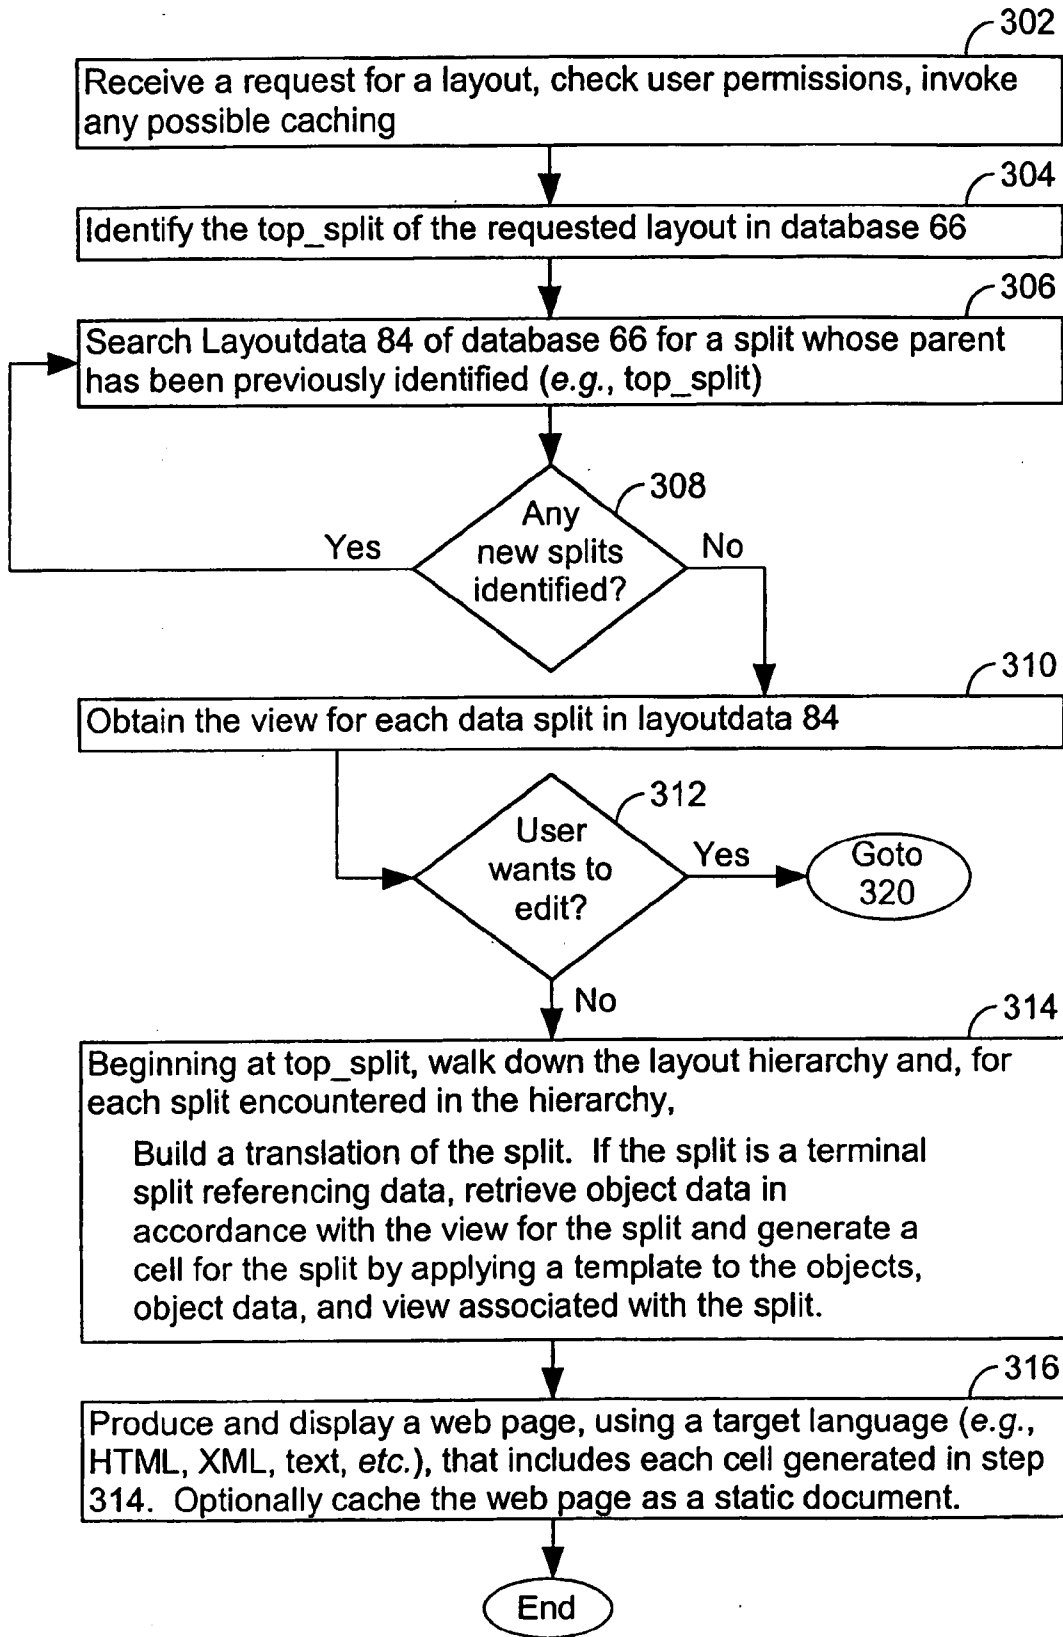 302
Receive a request for a layout, check user permissions, invoke
any possible caching
304
Identify the top_split of the requested layout in database 66
306
Search Layoutdata 84 of database 66 for a split whose parent
has been previously identified (e.g., top_split)
308
Any
new splits
identified?
Yes
No
310
Obtain the view for each data split in layoutdata 84
312
User
wants to
edit?
Yes
Goto
320
No
314
Beginning at top_split, walk down the layout hierarchy and, for
each split encountered in the hierarchy,
Build a translation of the split. If the split is a terminal
split referencing data, retrieve object data in
accordance with the view for the split and generate a
cell for the split by applying a template to the objects,
object data, and view associated with the split.
316
Produce and display a web page, using a target language (e.g.,
HTML, XML, text, etc.), that includes each cell generated in step
314. Optionally cache the web page as a static document.
End